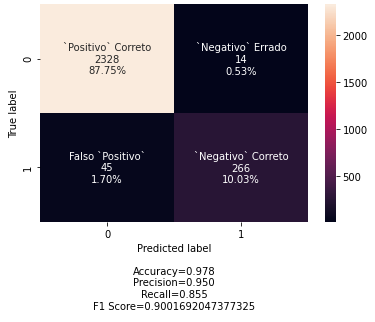 `Positivo` Correto
2328
87.75%
`Negativo` Errado
14
0.53%
Falso `Positivo`
45
1.70%
`Negativo` Correto
266
10.03%
0
1
True label
0
1
Predicted label
2000
1500
1000
500
Accuracy=0.978
Precision=0.950
Recall=0.855
F1 Score=0.9001692047377325